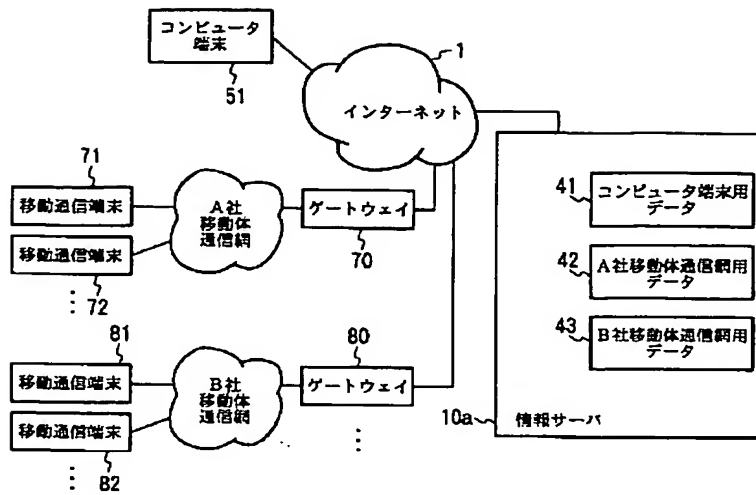 コンピュータ
端末
51
1
インターネット
71
移動通信端末
移動通信端末
72
A社
移動体
通信網
ゲートウェイ
70
81
移動通信端末
移動通信端末
82
B社
移動体
通信網
80
ゲートウェイ
41
コンピュータ端末用
データ
42
A社移動体通信網用
データ
43
B社移動体通信網用
データ
10a
情報サーバ